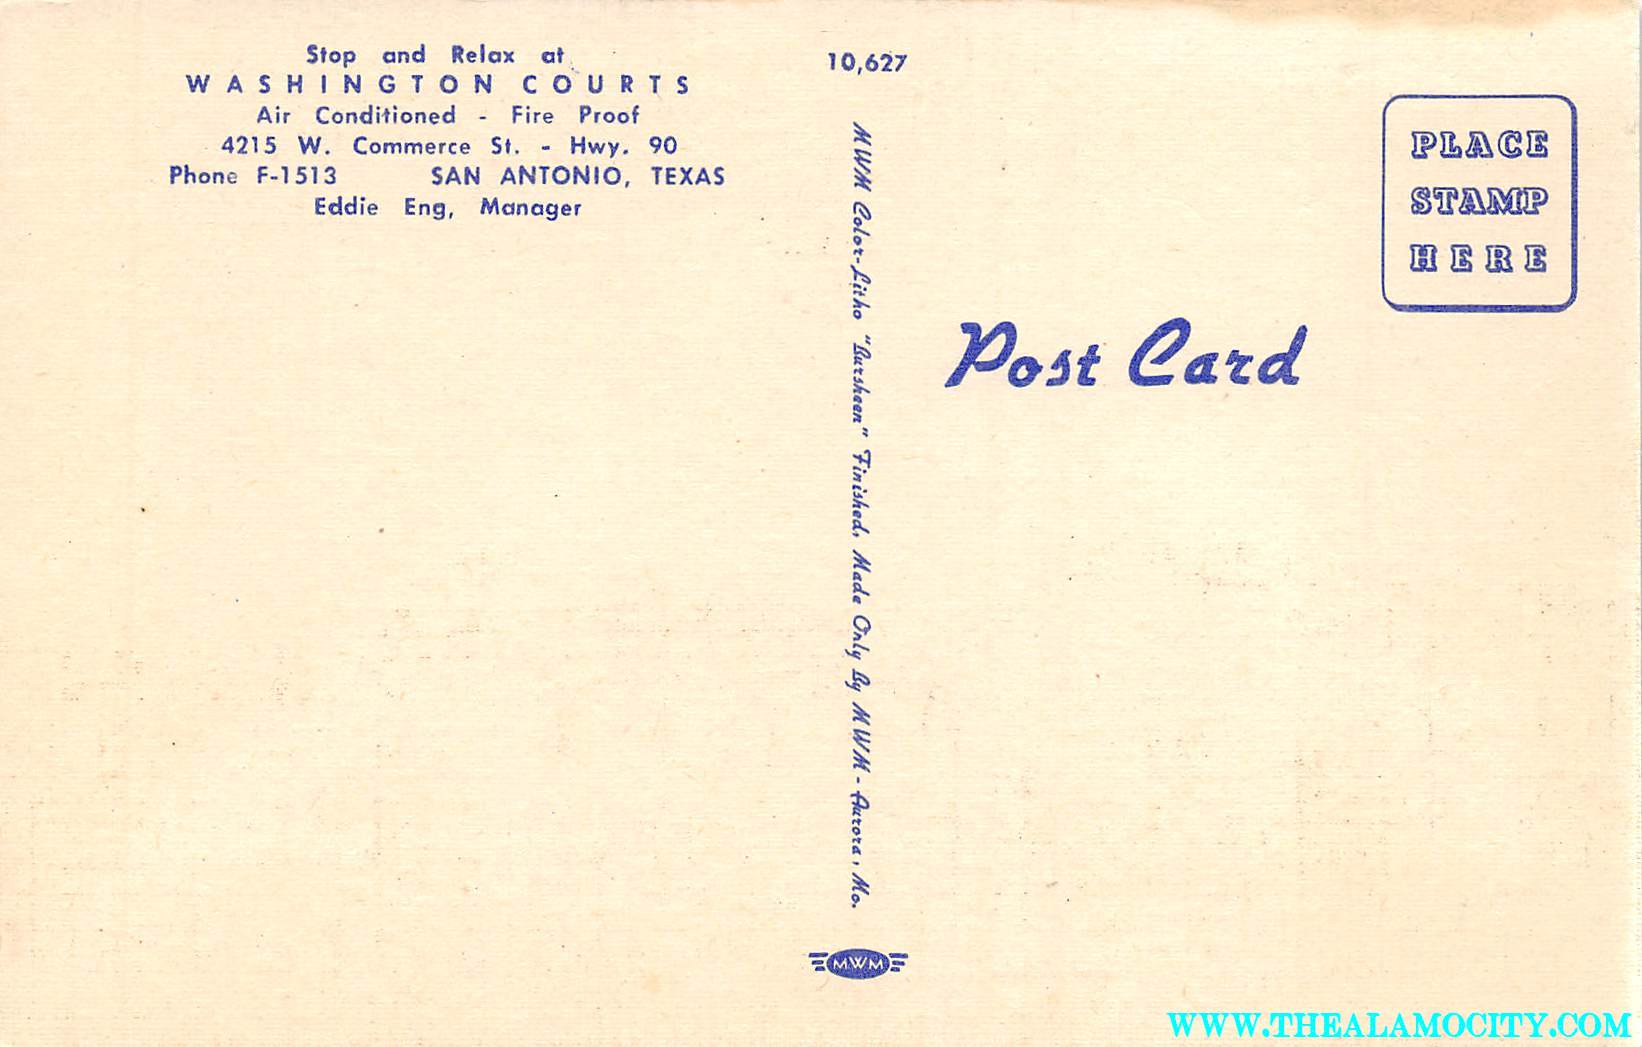 Stop and Relax at
WASHINGTON COURTS
Air Conditioned - Fire Proof
4215 W. Commerce St. - Hwy. 90
Phone F-1513 SAN ANTONIO, TEXAS
Eddie Eng, Manager
10,627
MWM Color-Litho "Bursheen" Finished, Made Only By MWM - Aurora, Mo.
MWM
PLACE
STAMP
HERE
Post Card
WWW.THEALAMOCITY.COM